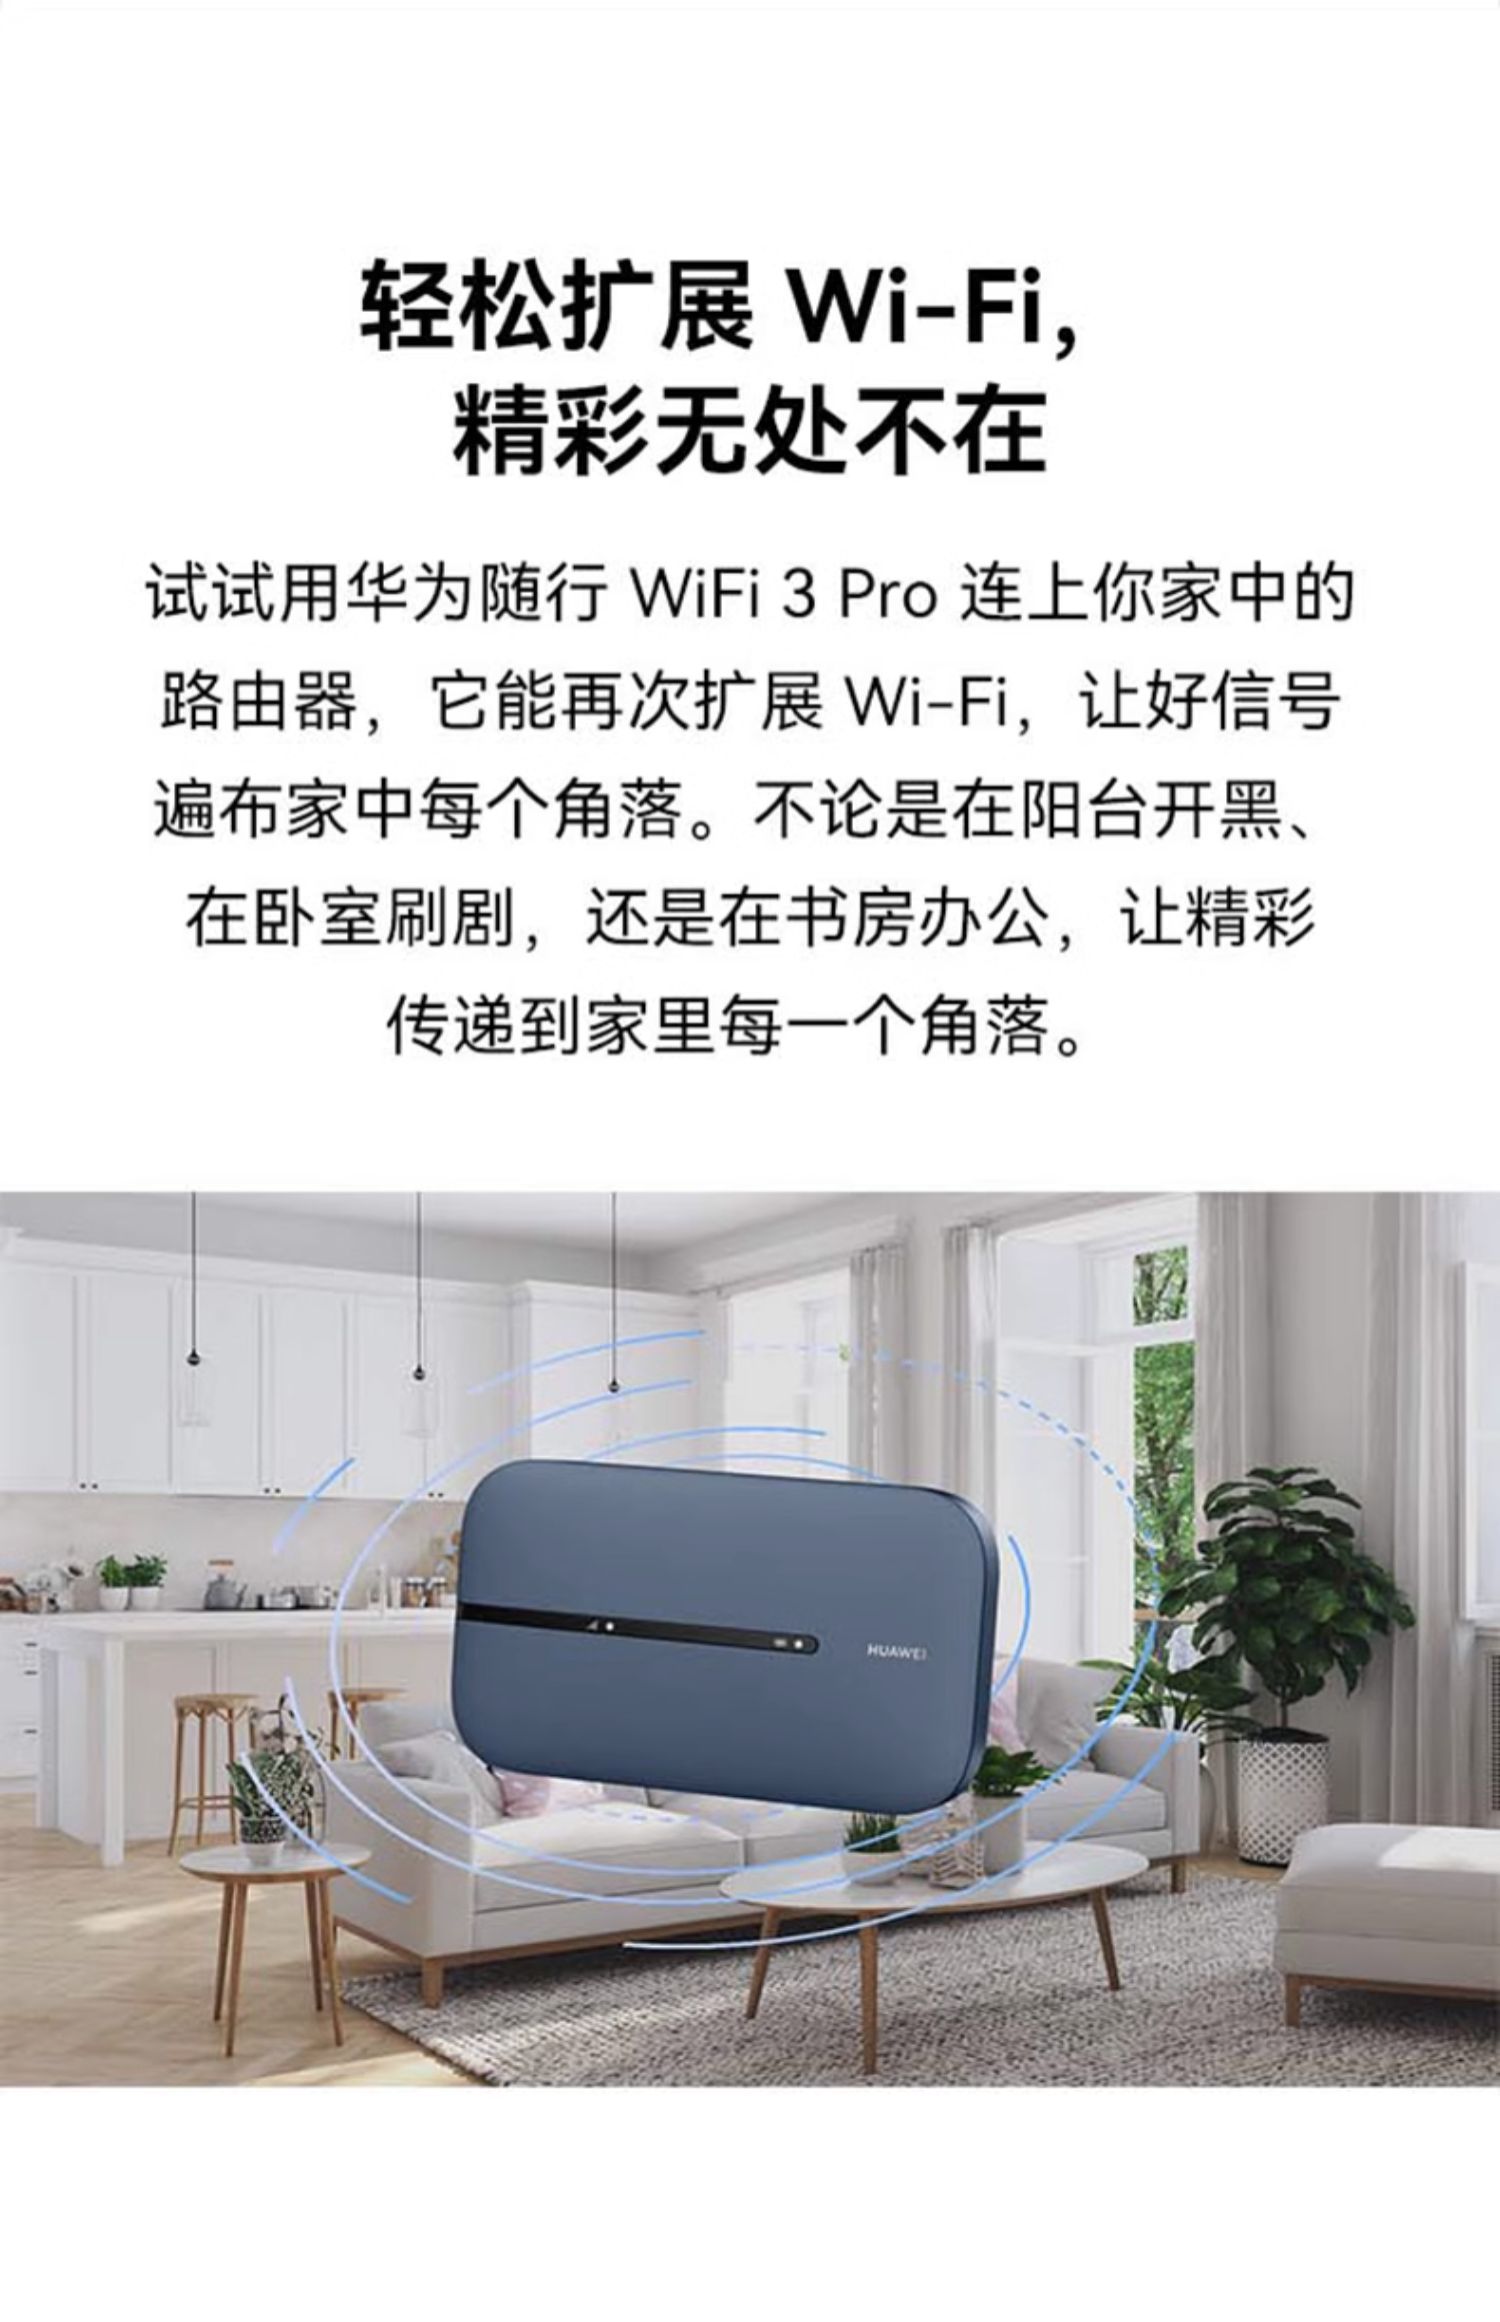 轻松扩展 Wi-Fi，
精彩无处不在
试试用华为随行 WiFi 3 Pro 连上你家中的
路由器，它能再次扩展 Wi-Fi，让好信号
遍布家中每个角落。不论是在阳台开黑、
在卧室刷剧，还是在书房办公，让精彩
传递到家里每一个角落。
HUAWEI